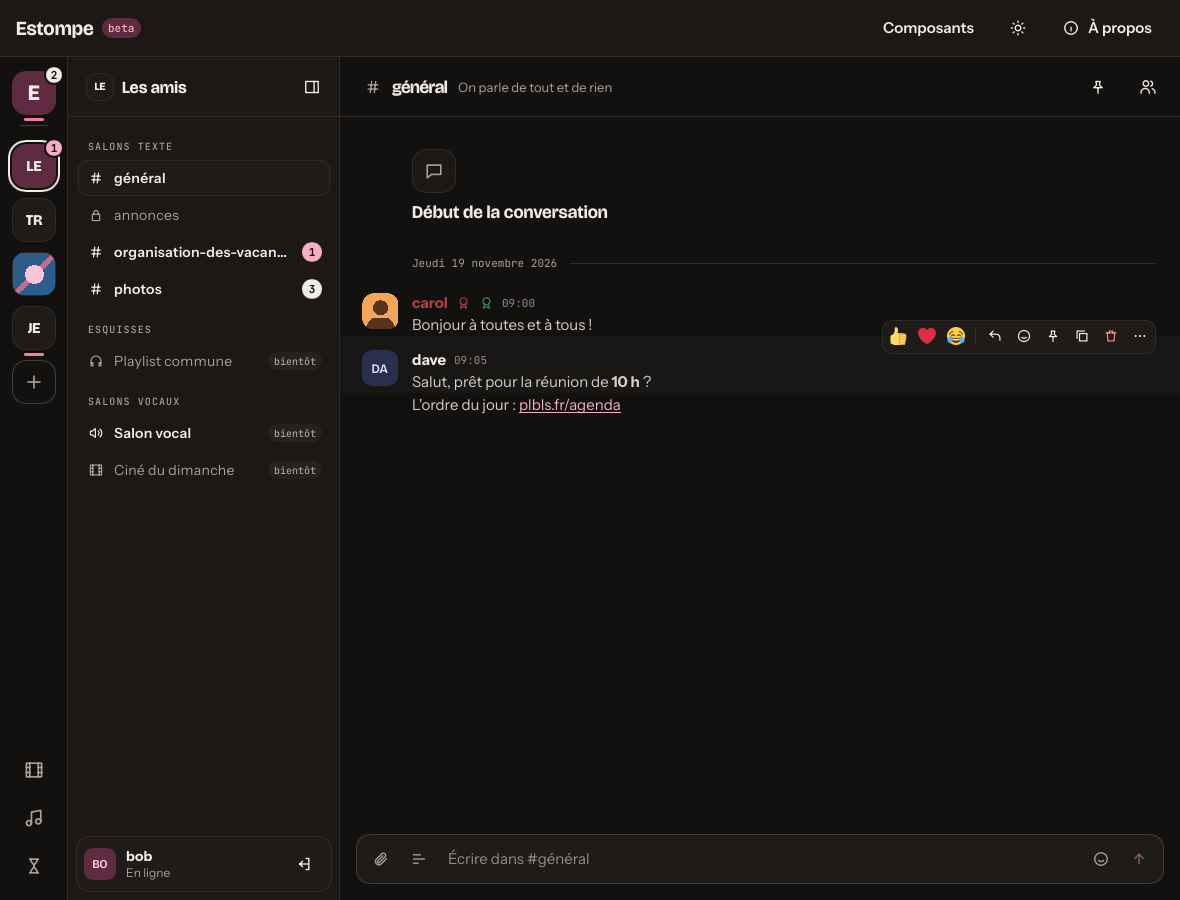 Estompe beta
Composants
À propos
E 2
LE 1
TR
JE
LE Les amis
SALONS TEXTE
# général
annonces
# organisation-des-vacan... 1
# photos 3
ESQUISSES
Playlist commune bientôt
SALONS VOCAUX
Salon vocal bientôt
Ciné du dimanche bientôt
BO bob
En ligne
# général On parle de tout et de rien
Début de la conversation
Jeudi 19 novembre 2026
carol 09:00
Bonjour à toutes et à tous !
DA dave 09:05
Salut, prêt pour la réunion de 10 h ?
L'ordre du jour : plbls.fr/agenda
Écrire dans #général